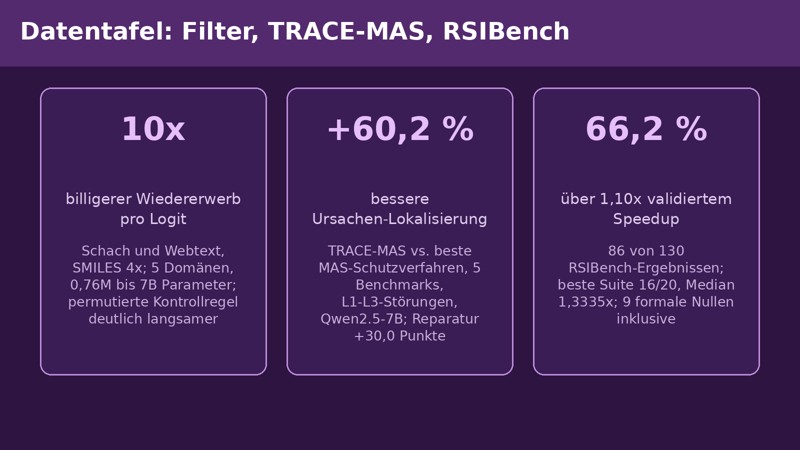 Datentafel: Filter, TRACE-MAS, RSIBench
10x
billigerer Wiedererwerb
pro Logit
Schach und Webtext,
SMILES 4x; 5 Domänen,
0,76M bis 7B Parameter;
permutierte Kontrollregel
deutlich langsamer
+60,2 %
bessere
Ursachen-Lokalisierung
TRACE-MAS vs. beste
MAS-Schutzverfahren, 5
Benchmarks,
L1-L3-Störungen,
Qwen2.5-7B; Reparatur
+30,0 Punkte
66,2 %
über 1,10x validiertem
Speedup
86 von 130
RSIBench-Ergebnissen;
beste Suite 16/20, Median
1,3335x; 9 formale Nullen
inklusive